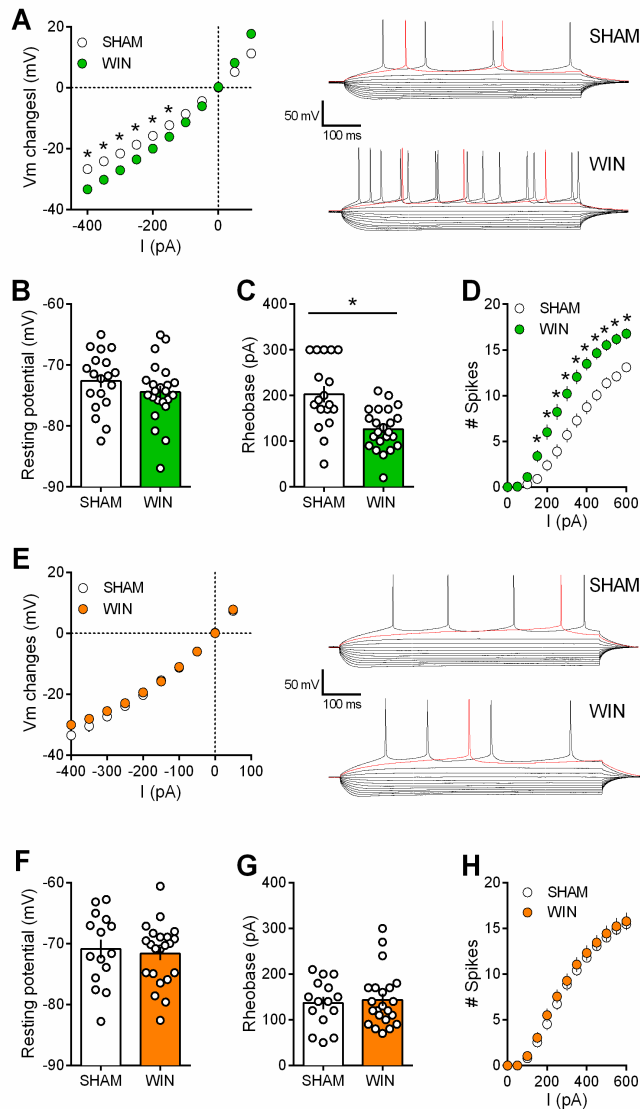 A
SHAM
WIN
Vm changesI (mV)
20
0
-20
-40
* * * * * *
-400 -200 0
I (pA)
SHAM
50 mV
100 ms
WIN
B
Resting potential (mV)
-60
-70
-80
-90
SHAM WIN
C
Rheobase (pA)
400
300
200
100
0
*
SHAM WIN
D
SHAM
WIN
# Spikes
20
15
10
5
0
* * * * * * * * * *
0 200 400 600
I (pA)
E
SHAM
WIN
Vm changes (mV)
20
0
-20
-40
-400 -300 -200 -100 0 100
I (pA)
SHAM
50 mV
100 ms
WIN
F
Resting potential (mV)
-60
-70
-80
-90
SHAM WIN
G
Rheobase (pA)
400
300
200
100
0
SHAM WIN
H
SHAM
WIN
# Spikes
20
15
10
5
0
0 200 400 600
I (pA)